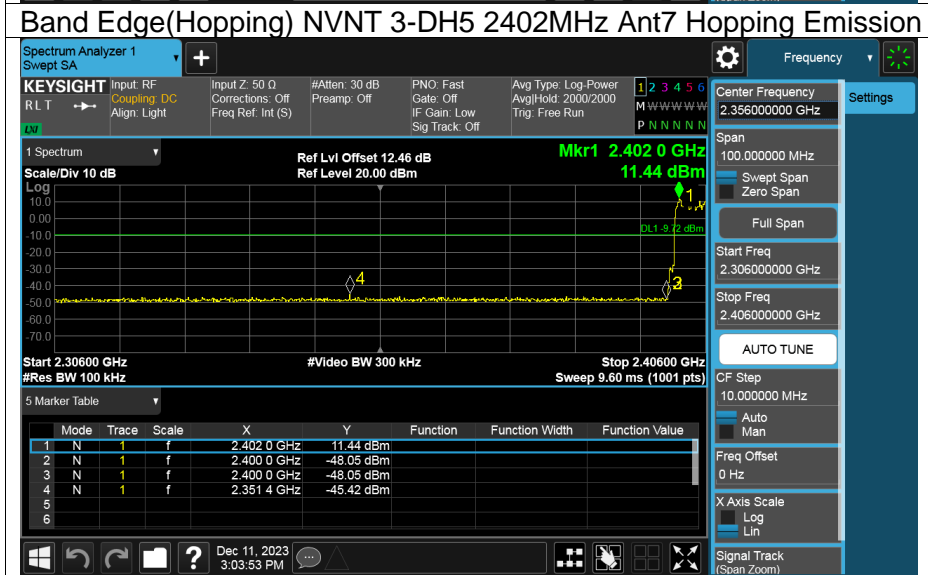 Band Edge(Hopping) NVNT 3-DH5 2402MHz Ant7 Hopping Emission
Spectrum Analyzer 1
Swept SA
+
Frequency
KEYSIGHT
RLT
LXI
Input: RF
Coupling: DC
Align: Light
Input Z: 50 Ω
Corrections: Off
Freq Ref: Int (S)
#Atten: 30 dB
Preamp: Off
PNO: Fast
Gate: Off
IF Gain: Low
Sig Track: Off
Avg Type: Log-Power
Avg|Hold: 2000/2000
Trig: Free Run
1 2 3 4 5 6
M W W W W W
P N N N N N
1 Spectrum
Scale/Div 10 dB
Ref Lvl Offset 12.46 dB
Ref Level 20.00 dBm
Mkr1 2.402 0 GHz
11.44 dBm
Log
10.0
0.00
-10.0
-20.0
-30.0
-40.0
-50.0
-60.0
-70.0
1
DL1 -9.72 dBm
4
3
Start 2.30600 GHz
#Res BW 100 kHz
#Video BW 300 kHz
Stop 2.40600 GHz
Sweep 9.60 ms (1001 pts)
5 Marker Table
Mode Trace Scale X Y Function Function Width Function Value
1 N 1 f 2.402 0 GHz 11.44 dBm
2 N 1 f 2.400 0 GHz -48.05 dBm
3 N 1 f 2.400 0 GHz -48.05 dBm
4 N 1 f 2.351 4 GHz -45.42 dBm
5
6
?
Dec 11, 2023
3:03:53 PM
Center Frequency
2.356000000 GHz
Settings
Span
100.000000 MHz
Swept Span
Zero Span
Full Span
Start Freq
2.306000000 GHz
Stop Freq
2.406000000 GHz
AUTO TUNE
CF Step
10.000000 MHz
Auto
Man
Freq Offset
0 Hz
X Axis Scale
Log
Lin
Signal Track
(Span Zoom)